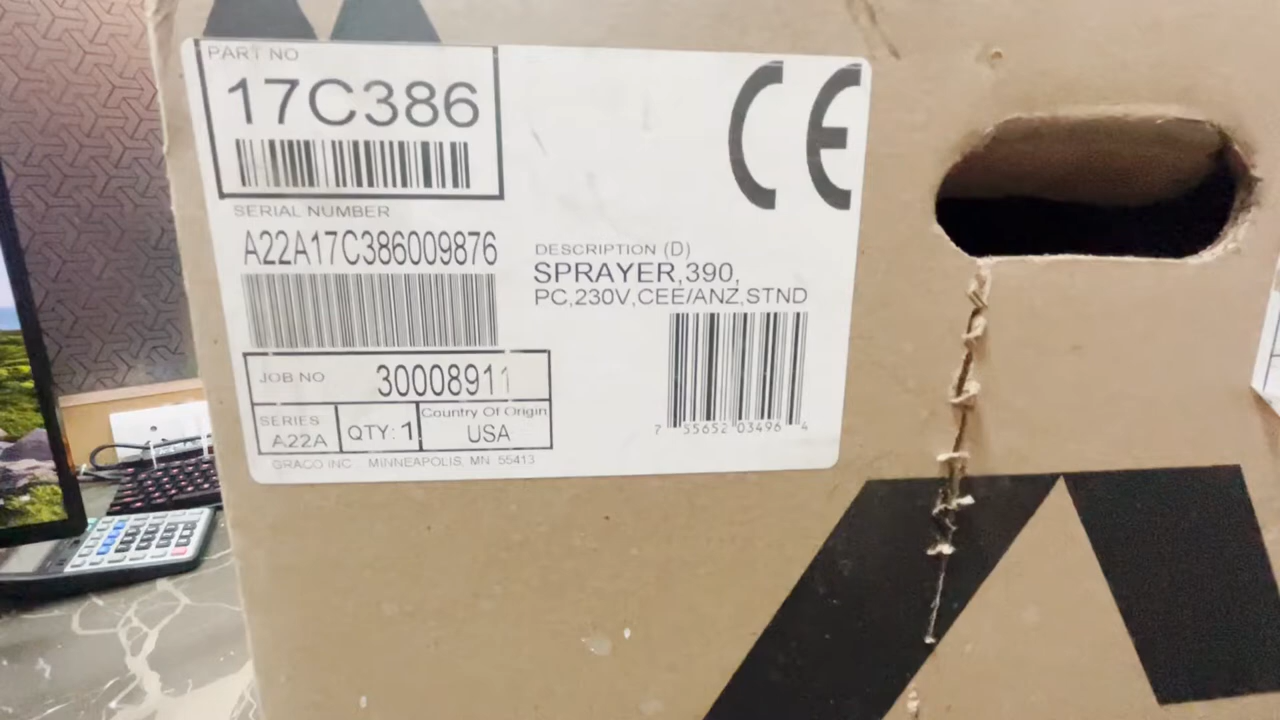 PART NO
17C386
SERIAL NUMBER
A22A17C386009876
JOB NO 30008911
SERIES A22A
QTY: 1
Country Of Origin
USA
GRACO INC MINNEAPOLIS, MN 55413
CE
DESCRIPTION (D)
SPRAYER,390,
PC,230V,CEE/ANZ,STND
7 55652 03496 4